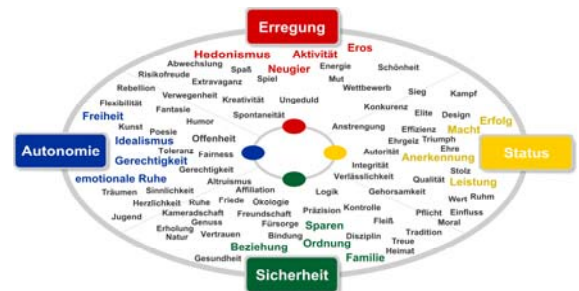 Erregung
Eros
Hedonismus Aktivität
Abwechslung Spaß Neugier Energie Schönheit
Risikofreude Extravaganz Spiel Mut
Rebellion Wettbewerb Sieg Kampf
Verwegenheit Kreativität Ungeduld
Flexibilität Fantasie Konkurenz Elite Design
Freiheit Humor Spontaneität Erfolg
Kunst Poesie Anstrengung Effizienz Macht
Idealismus Offenheit Ehrgeiz Triumph
Autonomie Toleranz Fairness Autorität Ehre Status
Gerechtigkeit Anerkennung
Gerechtigkeit Integrität Stolz
emotionale Ruhe Verlässlichkeit Qualität Leistung
Altruismus
Träumen Sinnlichkeit Affiliation Logik Gehorsamkeit
Herzlichkeit Ruhe Friede Ökologie Wert Ruhm
Jugend Kameradschaft Freundschaft Präzision Kontrolle Pflicht Einfluss
Genuss Fürsorge Sparen Fleiß Moral
Erholung Vertrauen Bindung Disziplin Tradition
Natur Beziehung Ordnung Treue
Gesundheit Familie Heimat
Sicherheit